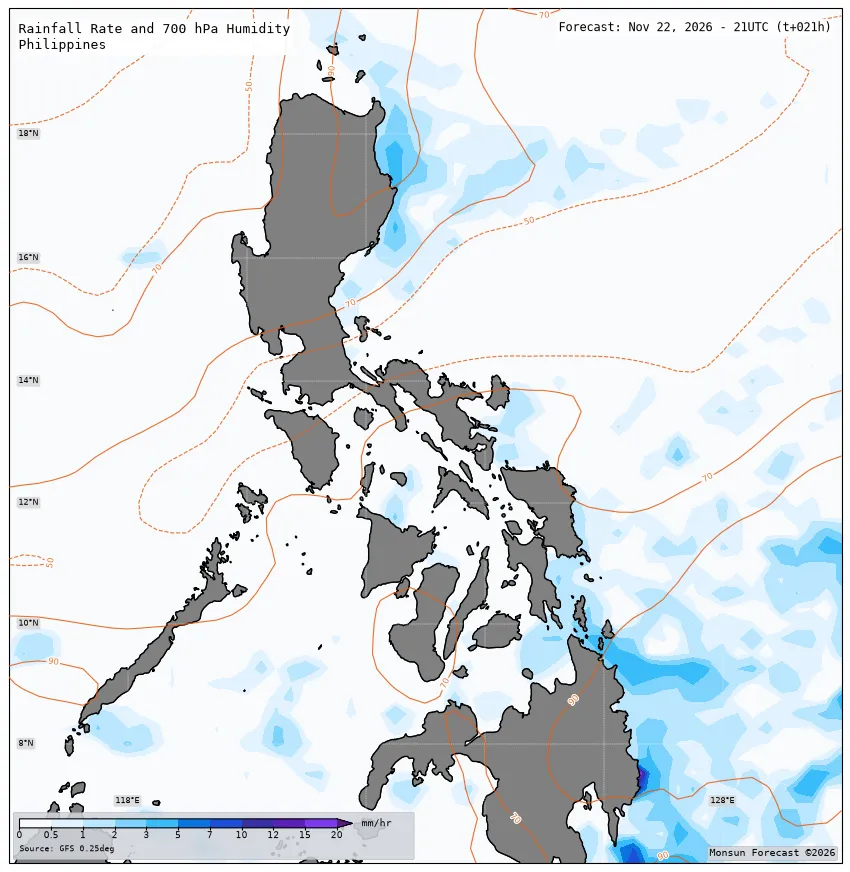 Rainfall Rate and 700 hPa Humidity
Philippines
Forecast: Nov 22, 2026 - 21UTC (t+021h)
70
90
50
18°N
50
16°N
70
70
14°N
70
12°N
50
10°N
90
70
90
8°N
118°E
128°E
70
mm/hr
0 0.5 1 2 3 5 7 10 12 15 20
Source: GFS 0.25deg
90
Monsun Forecast ©2026